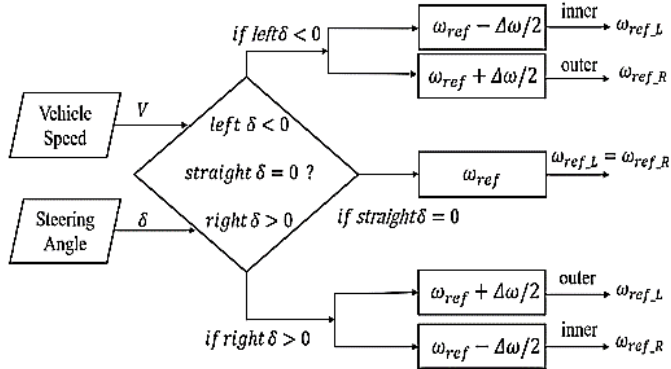 if left δ < 0
ω_ref − Δω/2
inner
ω_ref_L
ω_ref + Δω/2
outer
ω_ref_R
Vehicle
Speed
V
left δ < 0
straight δ = 0 ?
right δ > 0
ω_ref
ω_ref_L = ω_ref_R
if straight δ = 0
Steering
Angle
δ
ω_ref + Δω/2
outer
ω_ref_L
if right δ > 0
ω_ref − Δω/2
inner
ω_ref_R